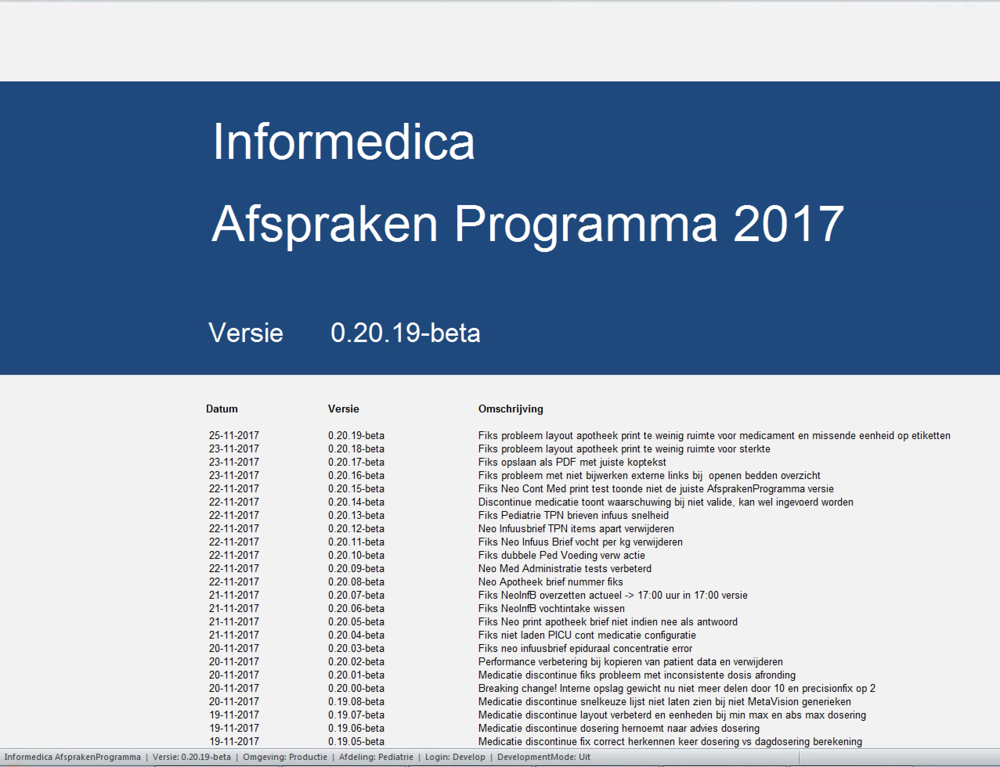 Informedica
Afspraken Programma 2017
Versie 0.20.19-beta
Datum Versie Omschrijving
25-11-2017 0.20.19-beta Fiks probleem layout apotheek print te weinig ruimte voor medicament en missende eenheid op etiketten
23-11-2017 0.20.18-beta Fiks probleem layout apotheek print te weinig ruimte voor sterkte
23-11-2017 0.20.17-beta Fiks opslaan als PDF met juiste koptekst
23-11-2017 0.20.16-beta Fiks probleem met niet bijwerken externe links bij openen bedden overzicht
22-11-2017 0.20.15-beta Fiks Neo Cont Med print test toonde niet de juiste AfsprakenProgramma versie
22-11-2017 0.20.14-beta Discontinue medicatie toont waarschuwing bij niet valide, kan wel ingevoerd worden
22-11-2017 0.20.13-beta Fiks Pediatrie TPN brieven infuus snelheid
22-11-2017 0.20.12-beta Neo Infuusbrief TPN items apart verwijderen
22-11-2017 0.20.11-beta Fiks Neo Infuus Brief vocht per kg verwijderen
22-11-2017 0.20.10-beta Fiks dubbele Ped Voeding verw actie
22-11-2017 0.20.09-beta Neo Med Administratie tests verbeterd
22-11-2017 0.20.08-beta Neo Apotheek brief nummer fiks
21-11-2017 0.20.07-beta Fiks NeoInfB overzetten actueel -> 17:00 uur in 17:00 versie
21-11-2017 0.20.06-beta Fiks NeoInfB vochtintake wissen
21-11-2017 0.20.05-beta Fiks Neo print apotheek brief niet indien nee als antwoord
21-11-2017 0.20.04-beta Fiks niet laden PICU cont medicatie configuratie
20-11-2017 0.20.03-beta Fiks neo infuusbrief epiduraal concentratie error
20-11-2017 0.20.02-beta Performance verbetering bij kopieren van patient data en verwijderen
20-11-2017 0.20.01-beta Medicatie discontinue fiks probleem met inconsistente dosis afronding
20-11-2017 0.20.00-beta Breaking change! Interne opslag gewicht nu niet meer delen door 10 en precisionfix op 2
20-11-2017 0.19.08-beta Medicatie discontinue snelkeuze lijst niet laten zien bij niet MetaVision generieken
19-11-2017 0.19.07-beta Medicatie discontinue layout verbeterd en eenheden bij min max en abs max dosering
19-11-2017 0.19.06-beta Medicatie discontinue dosering hernoemt naar advies dosering
19-11-2017 0.19.05-beta Medicatie discontinue fix correct herkennen keer dosering vs dagdosering berekening
Informedica AfsprakenProgramma | Versie: 0.20.19-beta | Omgeving: Productie | Afdeling: Pediatrie | Login: Develop | DevelopmentMode: Uit